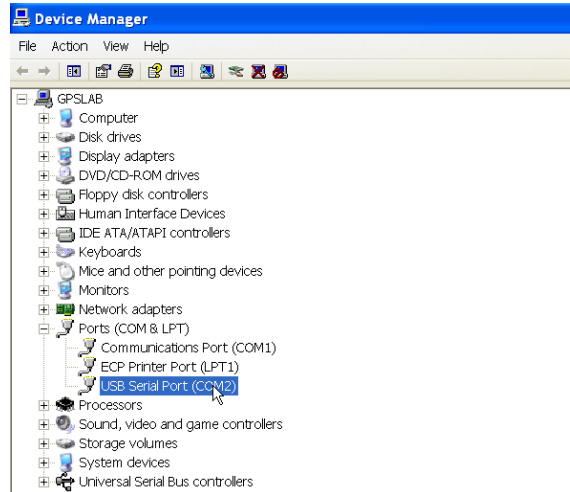 Device Manager
File Action View Help
GPSLAB
Computer
Disk drives
Display adapters
DVD/CD-ROM drives
Floppy disk controllers
Human Interface Devices
IDE ATA/ATAPI controllers
Keyboards
Mice and other pointing devices
Monitors
Network adapters
Ports (COM & LPT)
Communications Port (COM1)
ECP Printer Port (LPT1)
USB Serial Port (COM2)
Processors
Sound, video and game controllers
Storage volumes
System devices
Universal Serial Bus controllers